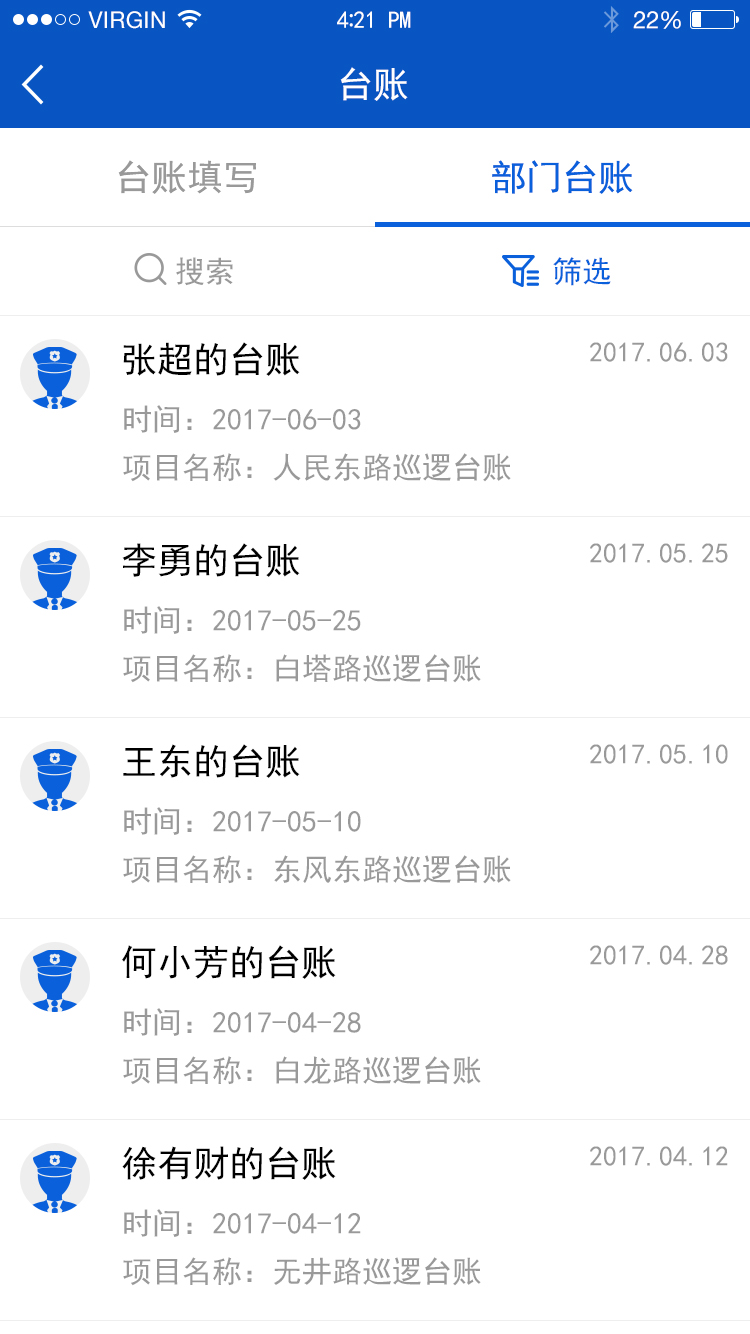 VIRGIN 4:21 PM 22%
台账
台账填写 部门台账
搜索 筛选
张超的台账 2017.06.03
时间：2017-06-03
项目名称：人民东路巡逻台账
李勇的台账 2017.05.25
时间：2017-05-25
项目名称：白塔路巡逻台账
王东的台账 2017.05.10
时间：2017-05-10
项目名称：东风东路巡逻台账
何小芳的台账 2017.04.28
时间：2017-04-28
项目名称：白龙路巡逻台账
徐有财的台账 2017.04.12
时间：2017-04-12
项目名称：无井路巡逻台账